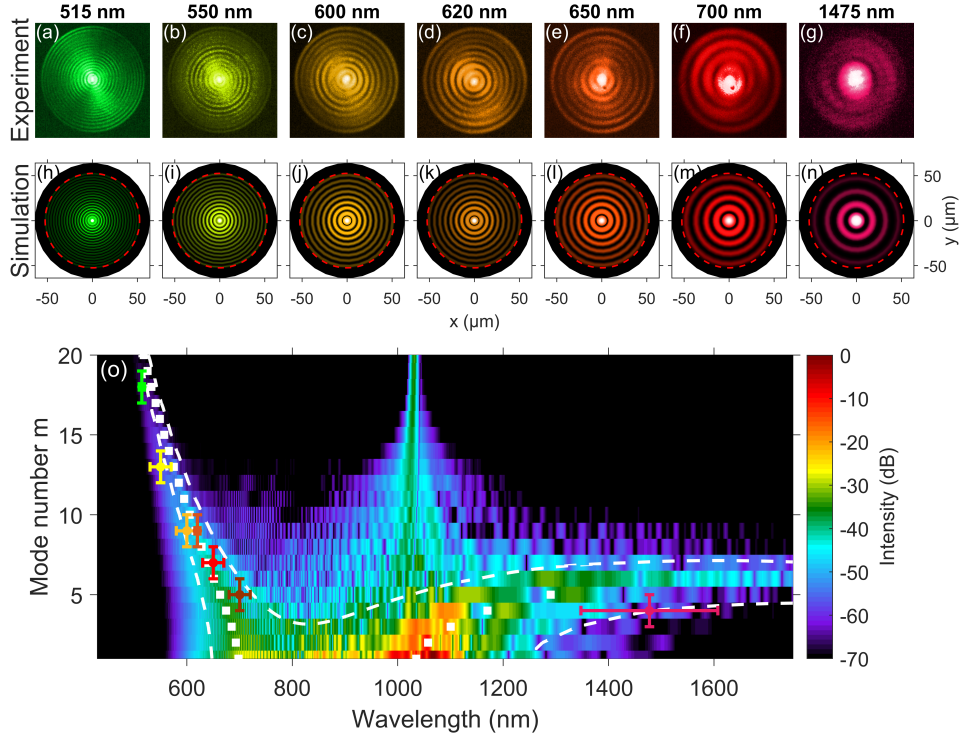 515 nm 550 nm 600 nm 620 nm 650 nm 700 nm 1475 nm
Experiment
(a) (b) (c) (d) (e) (f) (g)
Simulation
(h) (i) (j) (k) (l) (m) (n)
50
0
-50
y (µm)
-50 0 50 -50 0 50 -50 0 50 -50 0 50 -50 0 50 -50 0 50 -50 0 50
x (µm)
(o)
Mode number m
20
15
10
5
600 800 1000 1200 1400 1600
Wavelength (nm)
0
-10
-20
-30
-40
-50
-60
-70
Intensity (dB)